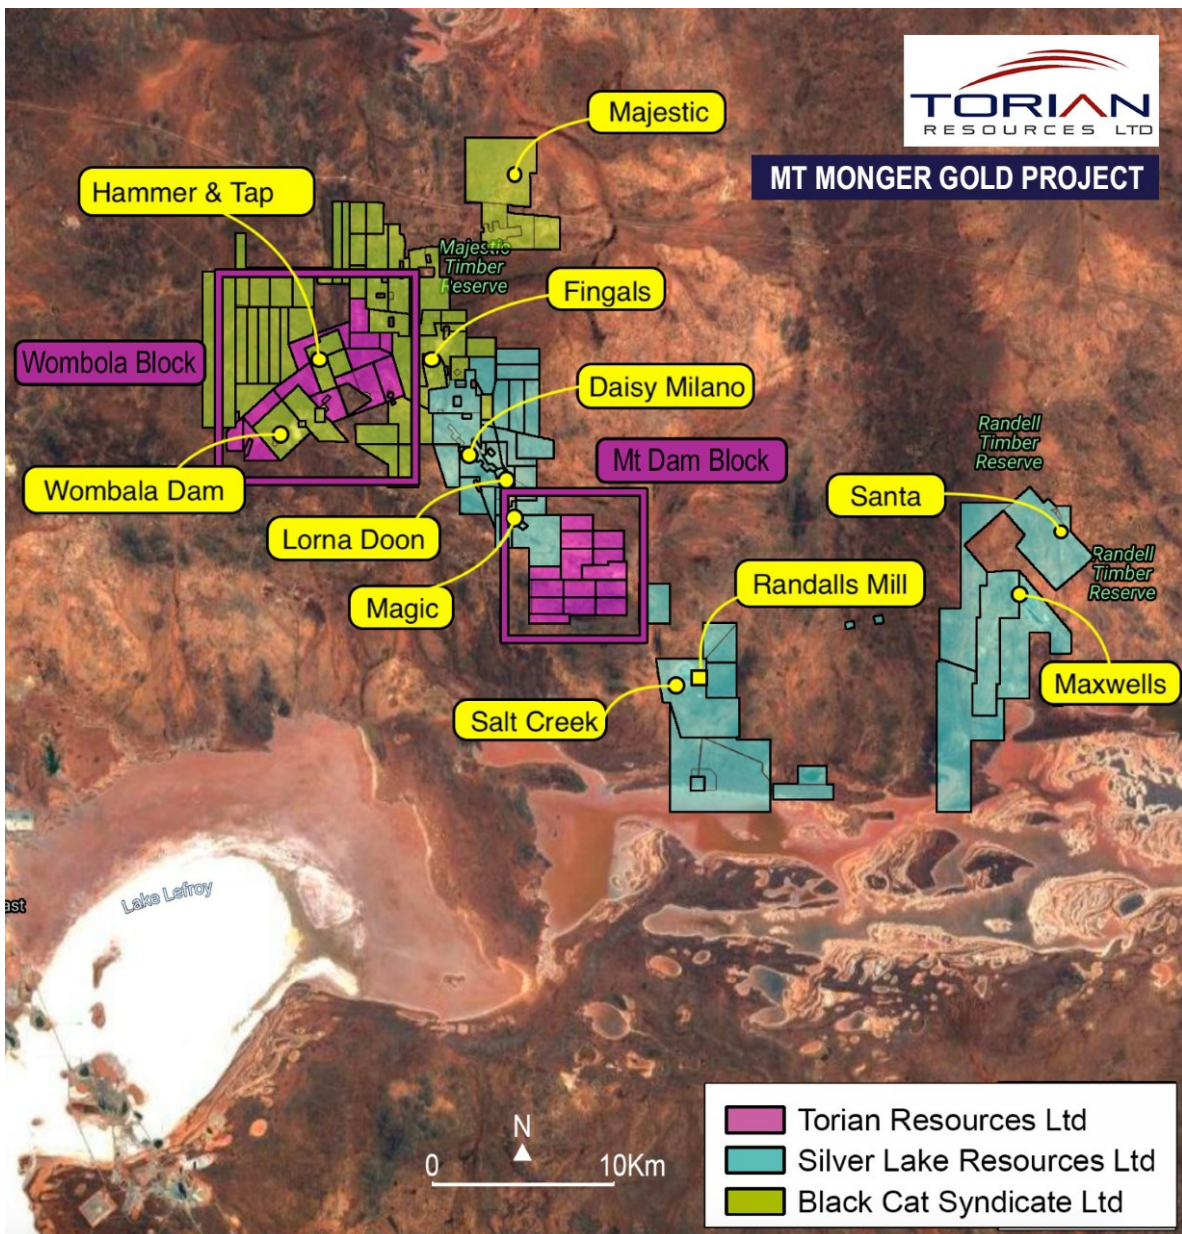 TORIAN
RESOURCES LTD
MT MONGER GOLD PROJECT
Majestic
Hammer & Tap
Majestic
Timber
Reserve
Fingals
Wombola Block
Daisy Milano
Randell
Timber
Reserve
Mt Dam Block
Wombala Dam
Santa
Lorna Doon
Randell
Timber
Reserve
Randalls Mill
Magic
Maxwells
Salt Creek
Lake Lefroy
ast
N
0 10Km
Torian Resources Ltd
Silver Lake Resources Ltd
Black Cat Syndicate Ltd